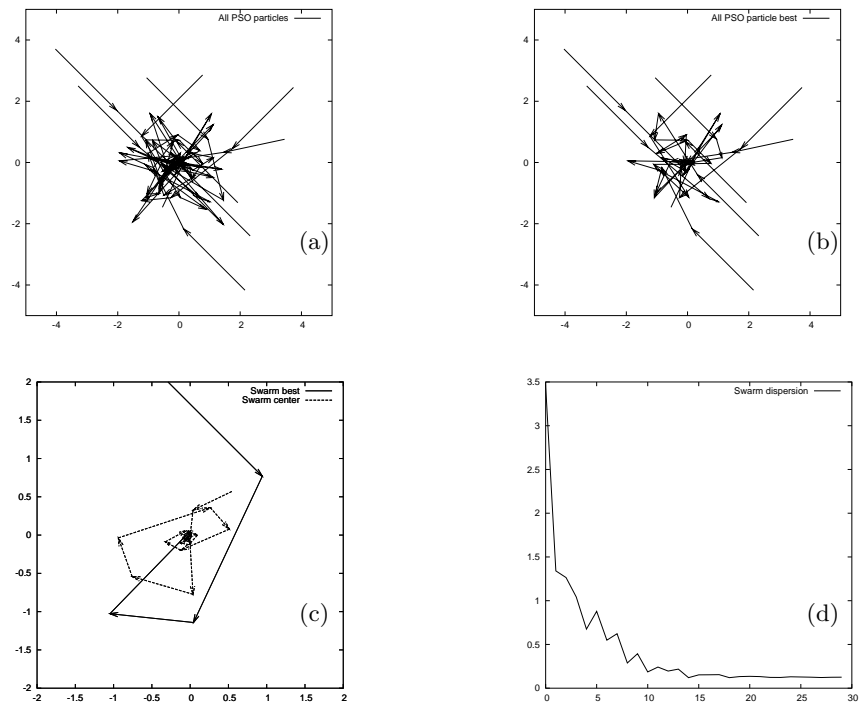 All PSO particles
4
2
0
-2
-4
-4 -2 0 2 4
(a)
All PSO particle best
4
2
0
-2
-4
-4 -2 0 2 4
(b)
Swarm best
Swarm center
2
1.5
1
0.5
0
-0.5
-1
-1.5
-2
-2 -1.5 -1 -0.5 0 0.5 1 1.5 2
(c)
Swarm dispersion
3.5
3
2.5
2
1.5
1
0.5
0
0 5 10 15 20 25 30
(d)